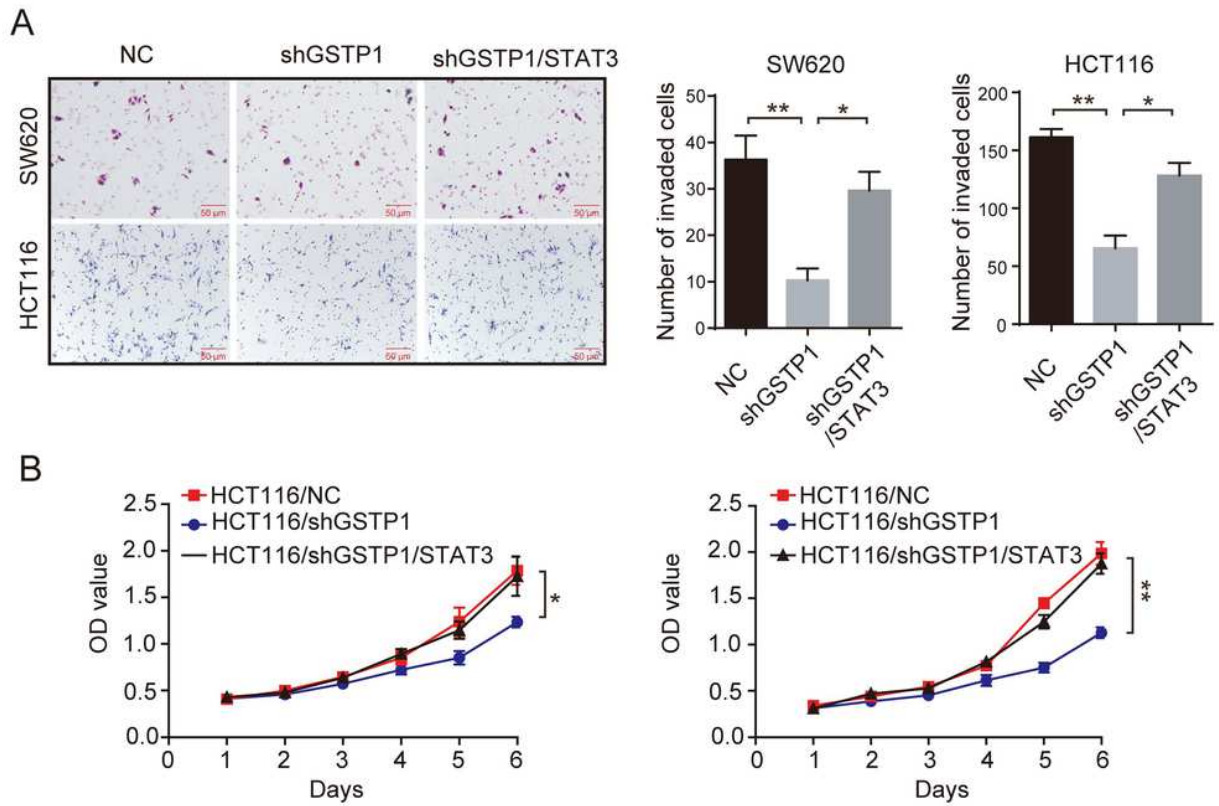 A
NC
shGSTP1
shGSTP1/STAT3
SW620
HCT116
50 µm
50 µm
50 µm
50 µm
50 µm
50 µm
SW620
Number of invaded cells
50
40
30
20
10
0
**
*
NC
shGSTP1
shGSTP1
/STAT3
HCT116
Number of invaded cells
200
150
100
50
0
**
*
NC
shGSTP1
shGSTP1
/STAT3
B
HCT116/NC
HCT116/shGSTP1
HCT116/shGSTP1/STAT3
OD value
2.5
2.0
1.5
1.0
0.5
0.0
*
0 1 2 3 4 5 6
Days
HCT116/NC
HCT116/shGSTP1
HCT116/shGSTP1/STAT3
OD value
2.5
2.0
1.5
1.0
0.5
0.0
**
0 1 2 3 4 5 6
Days